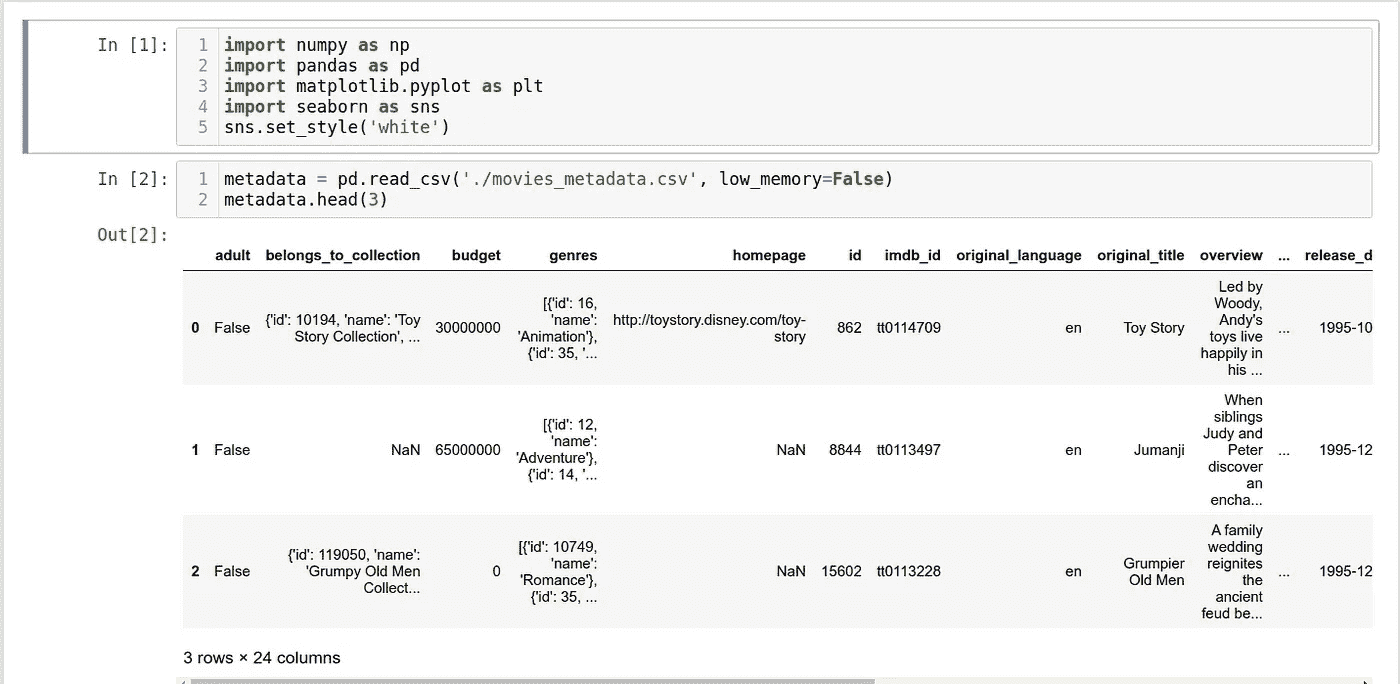 In [1]:
1 import numpy as np
2 import pandas as pd
3 import matplotlib.pyplot as plt
4 import seaborn as sns
5 sns.set_style('white')
In [2]:
1 metadata = pd.read_csv('./movies_metadata.csv', low_memory=False)
2 metadata.head(3)
Out[2]:
adult belongs_to_collection budget genres homepage id imdb_id original_language original_title overview ... release_d
0 False {'id': 10194, 'name': 'Toy
Story Collection', ...
30000000
[{'id': 16,
'name':
'Animation'},
{'id': 35, '...
http://toystory.disney.com/toy-
story
862 tt0114709 en Toy Story
Led by
Woody,
Andy's
toys live
happily in
his ...
... 1995-10
1 False NaN 65000000
[{'id': 12,
'name':
'Adventure'},
{'id': 14, '...
NaN 8844 tt0113497 en Jumanji
When
siblings
Judy and
Peter
discover
an
encha...
... 1995-12
2 False
{'id': 119050, 'name':
'Grumpy Old Men
Collect...
0
[{'id': 10749,
'name':
'Romance'},
{'id': 35, ...
NaN 15602 tt0113228 en
Grumpier
Old Men
A family
wedding
reignites
the
ancient
feud be...
... 1995-12
3 rows × 24 columns